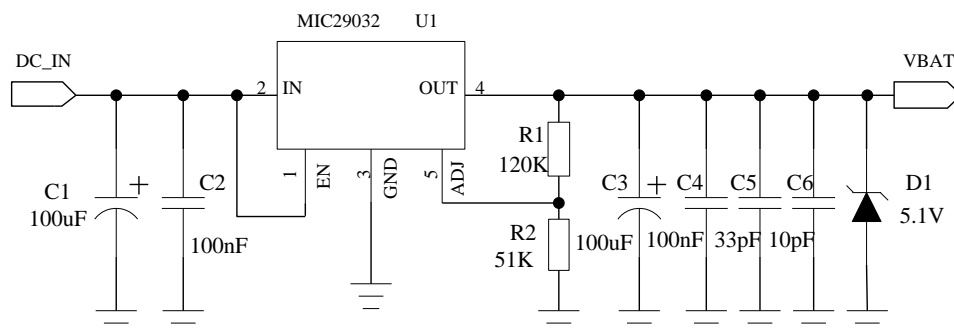 MIC29032 U1
DC_IN
VBAT
2 IN
OUT 4
1 EN
3 GND
5 ADJ
R1
120K
C1
100uF
+
C2
100nF
R2
51K
C3
+
100uF
C4
100nF
C5
33pF
C6
10pF
D1
5.1V